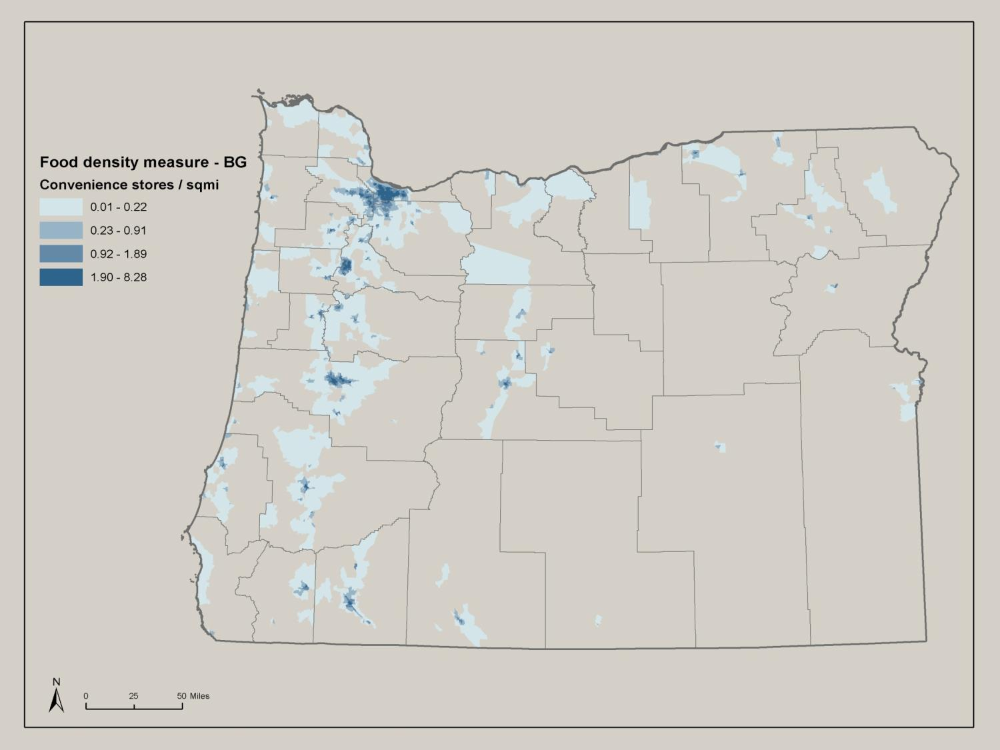 Food density measure - BG
Convenience stores / sqmi
0.01 - 0.22
0.23 - 0.91
0.92 - 1.89
1.90 - 8.28
N
0 25 50 Miles